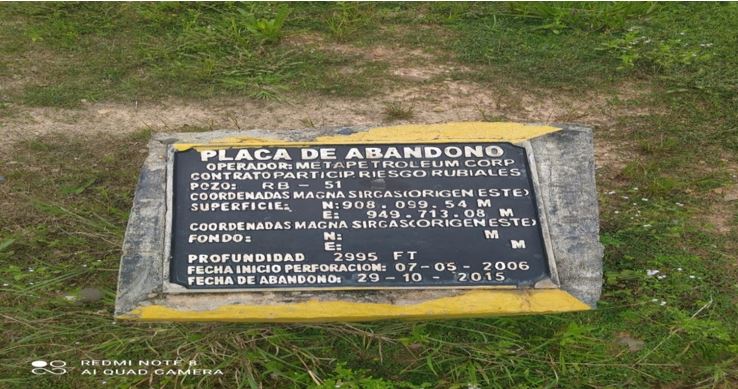 PLACA DE ABANDONO
OPERADOR: METAPETROLEUM CORP
CONTRATO PARTICIP RIESGO RUBIALES
POZO: RB - 51
COORDENADAS MAGNA SIRGAS(ORIGEN ESTE)
SUPERFICIE: N:908.099.54 M
E: 949.713.08 M
COORDENADAS MAGNA SIRGAS(ORIGEN ESTE)
FONDO: N: M
E: M
PROFUNDIDAD 2995 FT
FECHA INICIO PERFORACION: 07-05-2006
FECHA DE ABANDONO: 29-10-2015
REDMI NOTE 8
AI QUAD CAMERA